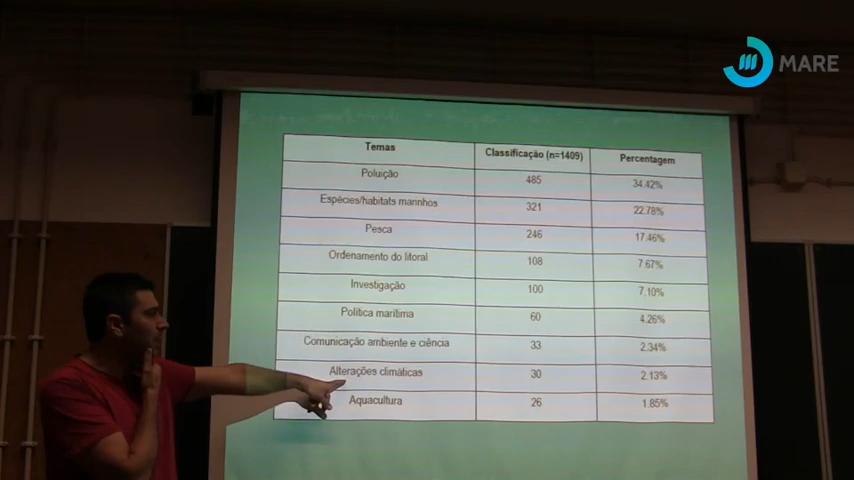 MARE
Temas Classificação (n=1409) Percentagem
Poluição 485 34.42%
Espécies/habitats marinhos 321 22.78%
Pesca 246 17.46%
Ordenamento do litoral 108 7.67%
Investigação 100 7.10%
Política marítima 60 4.26%
Comunicação ambiente e ciência 33 2.34%
Alterações climáticas 30 2.13%
Aquacultura 26 1.85%